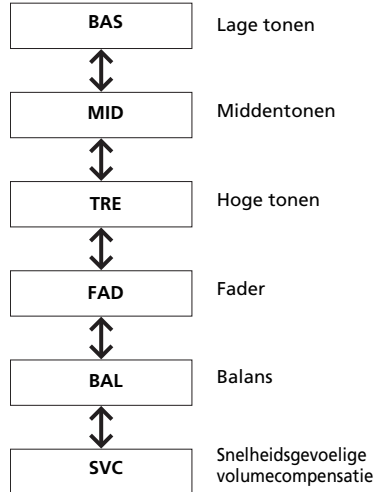 BAS Lage tonen
MID Middentonen
TRE Hoge tonen
FAD Fader
BAL Balans
SVC Snelheidsgevoelige
volumecompensatie